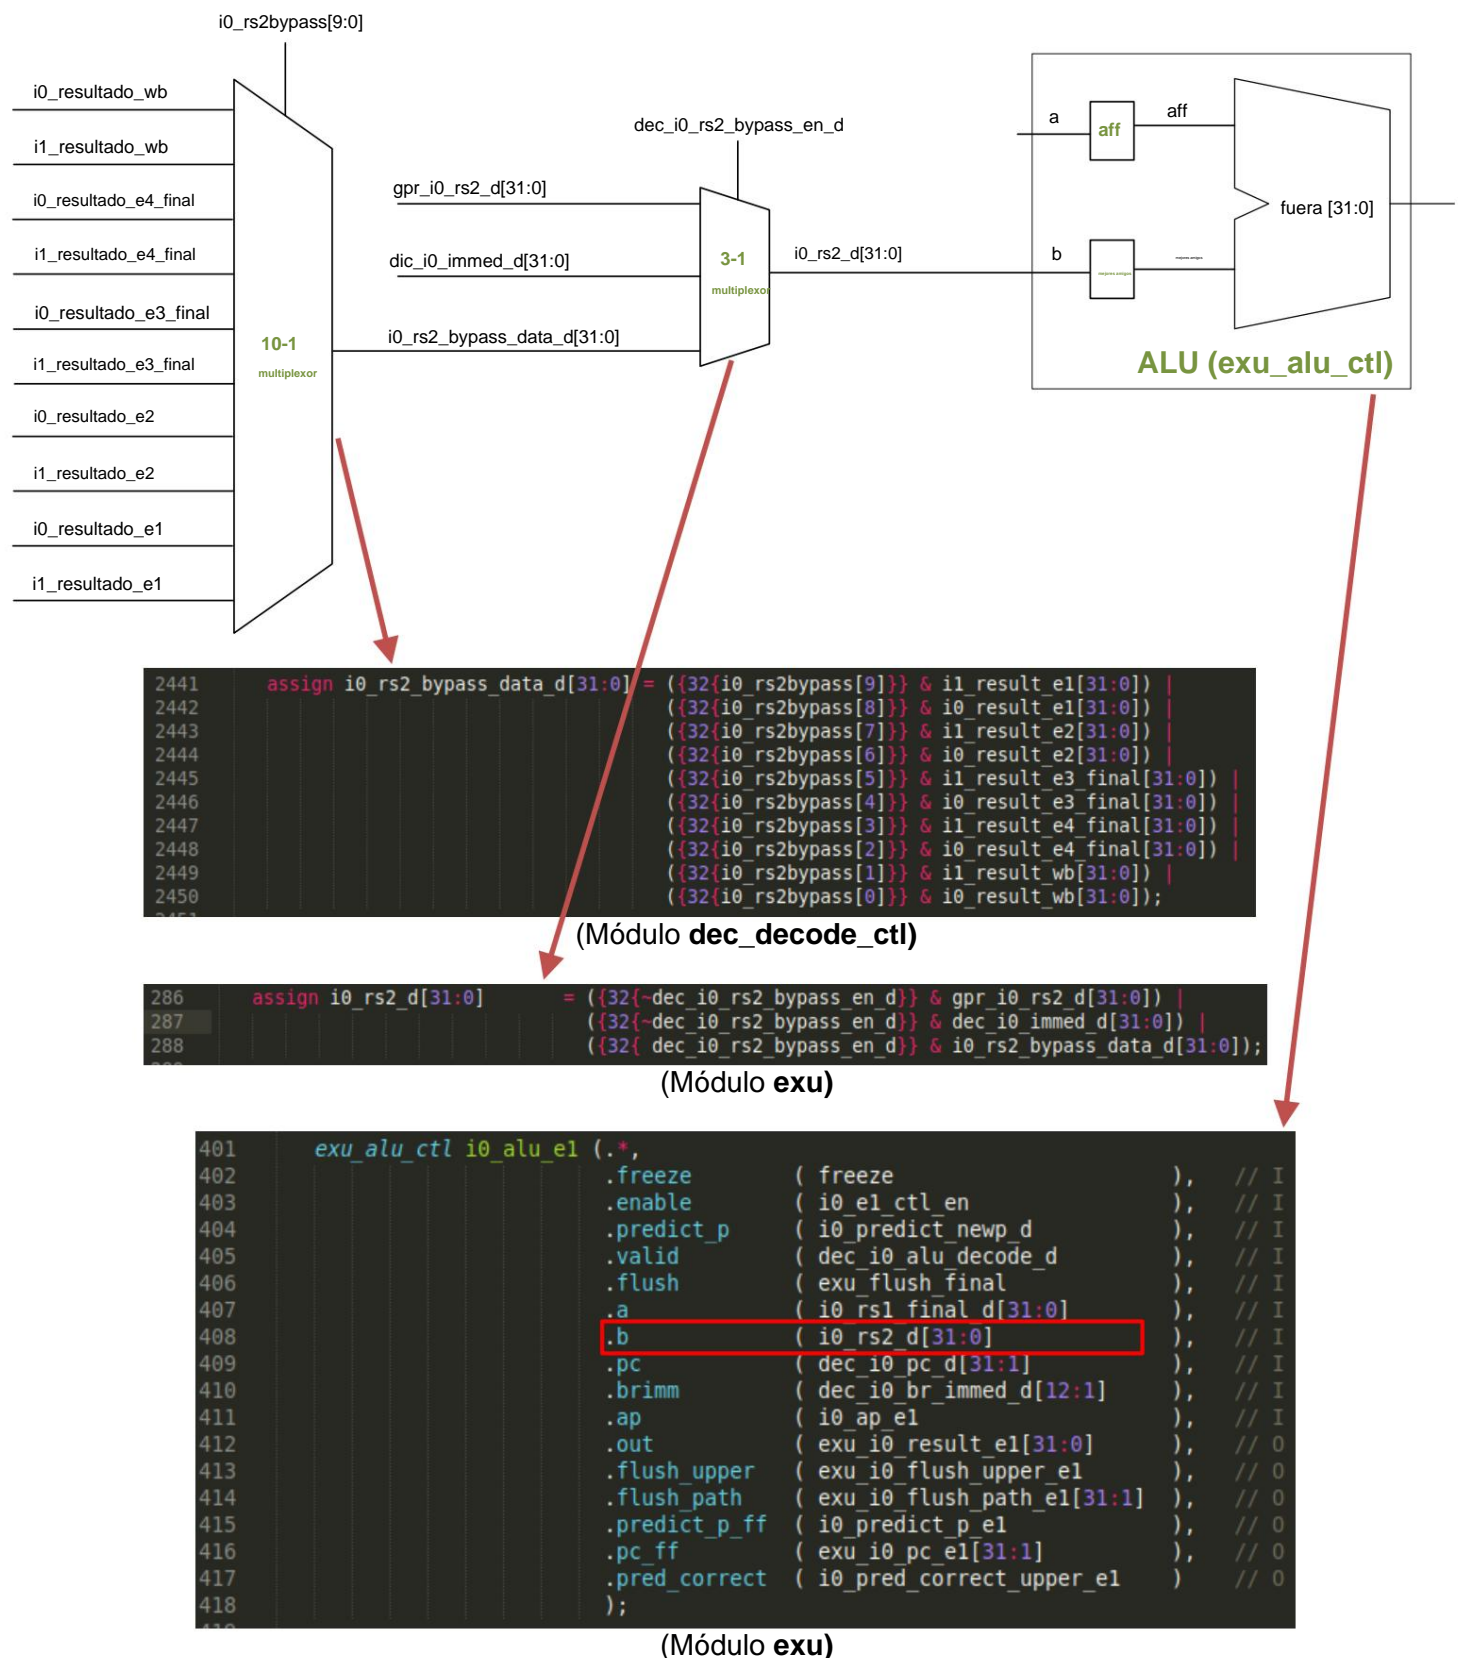 i0_rs2bypass[9:0]
i0_resultado_wb
i1_resultado_wb
i0_resultado_e4_final
i1_resultado_e4_final
i0_resultado_e3_final
i1_resultado_e3_final
i0_resultado_e2
i1_resultado_e2
i0_resultado_e1
i1_resultado_e1
10-1
multiplexor
dec_i0_rs2_bypass_en_d
gpr_i0_rs2_d[31:0]
dic_i0_immed_d[31:0]
i0_rs2_bypass_data_d[31:0]
3-1
multiplexor
i0_rs2_d[31:0]
a
aff
aff
b
mejores amigos
mejores amigos
fuera [31:0]
ALU (exu_alu_ctl)
2441 assign i0_rs2_bypass_data_d[31:0] = ({32{i0_rs2bypass[9]}} & i1_result_e1[31:0]) |
2442 ({32{i0_rs2bypass[8]}} & i0_result_e1[31:0]) |
2443 ({32{i0_rs2bypass[7]}} & i1_result_e2[31:0]) |
2444 ({32{i0_rs2bypass[6]}} & i0_result_e2[31:0]) |
2445 ({32{i0_rs2bypass[5]}} & i1_result_e3_final[31:0]) |
2446 ({32{i0_rs2bypass[4]}} & i0_result_e3_final[31:0]) |
2447 ({32{i0_rs2bypass[3]}} & i1_result_e4_final[31:0]) |
2448 ({32{i0_rs2bypass[2]}} & i0_result_e4_final[31:0]) |
2449 ({32{i0_rs2bypass[1]}} & i1_result_wb[31:0]) |
2450 ({32{i0_rs2bypass[0]}} & i0_result_wb[31:0]);
(Módulo dec_decode_ctl)
286 assign i0_rs2_d[31:0] = ({32{~dec_i0_rs2_bypass_en_d}} & gpr_i0_rs2_d[31:0]) |
287 ({32{~dec_i0_rs2_bypass_en_d}} & dec_i0_immed_d[31:0]) |
288 ({32{ dec_i0_rs2_bypass_en_d}} & i0_rs2_bypass_data_d[31:0]);
(Módulo exu)
401 exu_alu_ctl i0_alu_e1 (.*,
402 .freeze ( freeze ), // I
403 .enable ( i0_e1_ctl_en ), // I
404 .predict_p ( i0_predict_newp_d ), // I
405 .valid ( dec_i0_alu_decode_d ), // I
406 .flush ( exu_flush_final ), // I
407 .a ( i0_rs1_final_d[31:0] ), // I
408 .b ( i0_rs2_d[31:0] ), // I
409 .pc ( dec_i0_pc_d[31:1] ), // I
410 .brimm ( dec_i0_br_immed_d[12:1] ), // I
411 .ap ( i0_ap_e1 ), // I
412 .out ( exu_i0_result_e1[31:0] ), // O
413 .flush_upper ( exu_i0_flush_upper_e1 ), // O
414 .flush_path ( exu_i0_flush_path_e1[31:1] ), // O
415 .predict_p_ff ( i0_predict_p_e1 ), // O
416 .pc_ff ( exu_i0_pc_e1[31:1] ), // O
417 .pred_correct ( i0_pred_correct_upper_e1 ) // O
418 );
(Módulo exu)